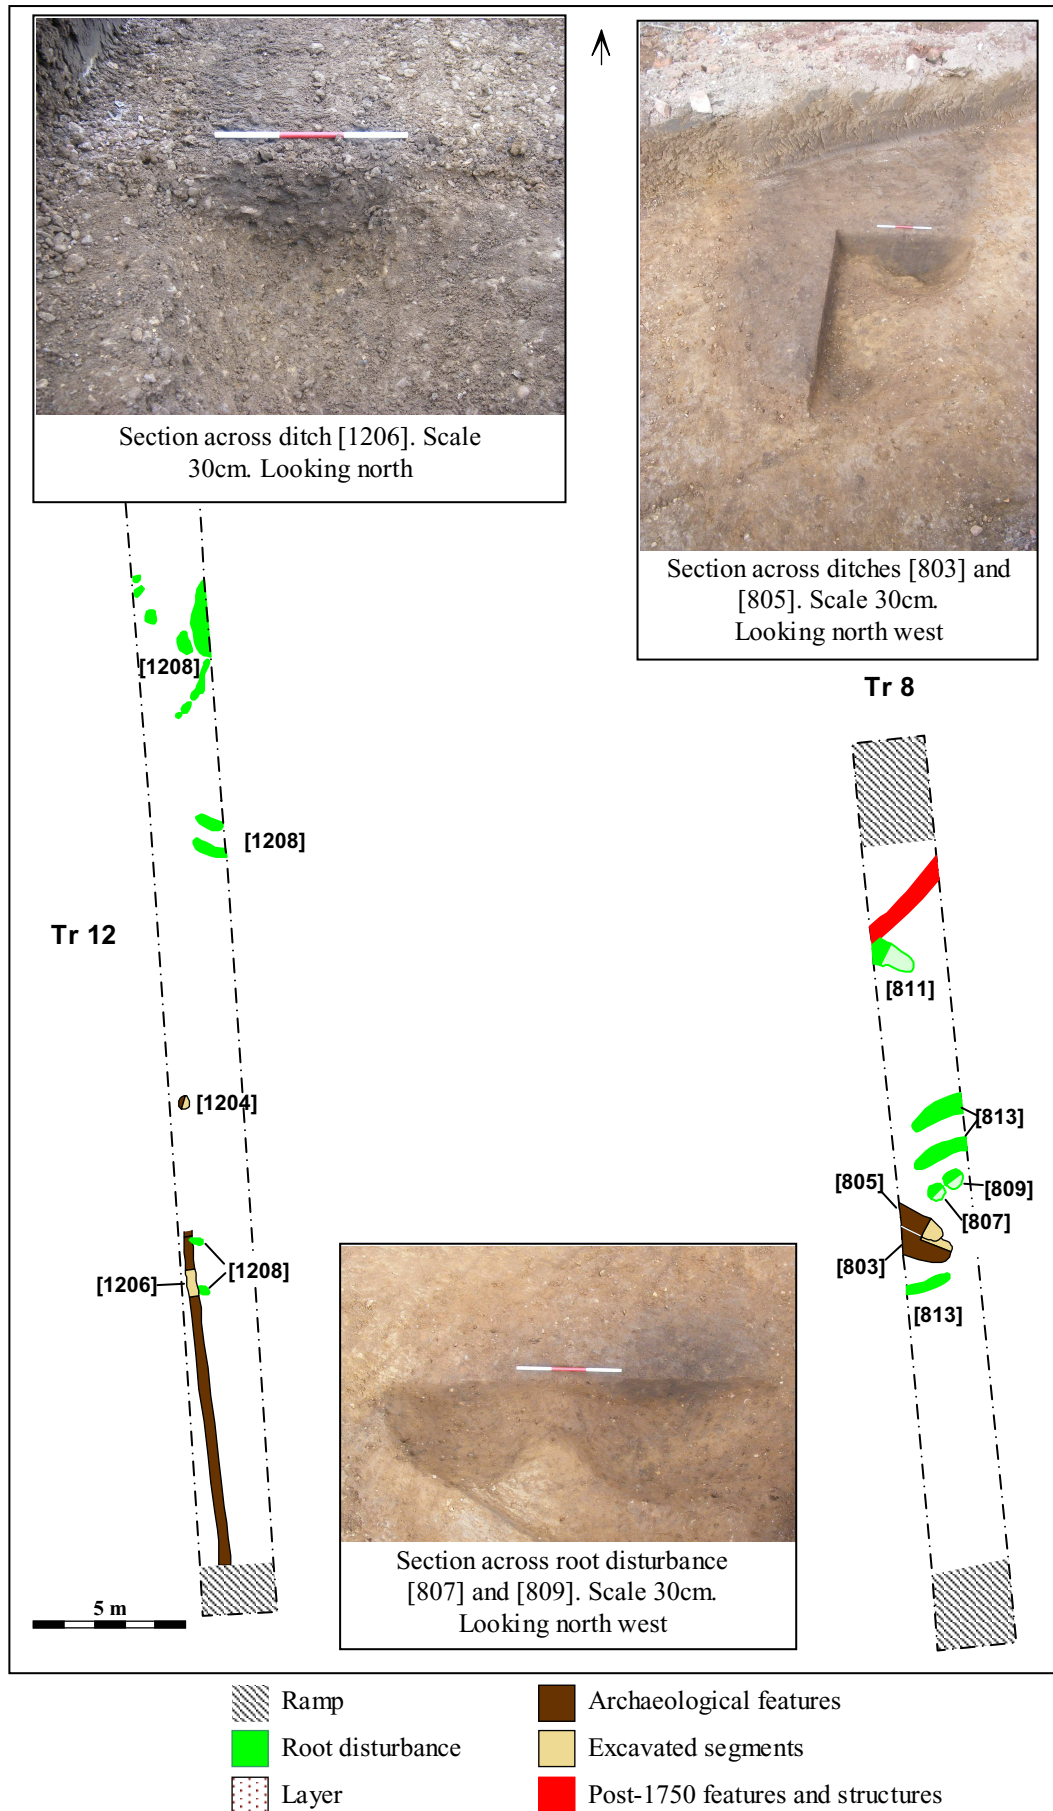 Section across ditch [1206]. Scale
30cm. Looking north
Section across ditches [803] and
[805]. Scale 30cm.
Looking north west
[1208]
[1208]
Tr 12
[1204]
[1206]
[1208]
5 m
Tr 8
[811]
[813]
[805]
[809]
[807]
[803]
[813]
Section across root disturbance
[807] and [809]. Scale 30cm.
Looking north west
Ramp
Root disturbance
Layer
Archaeological features
Excavated segments
Post-1750 features and structures